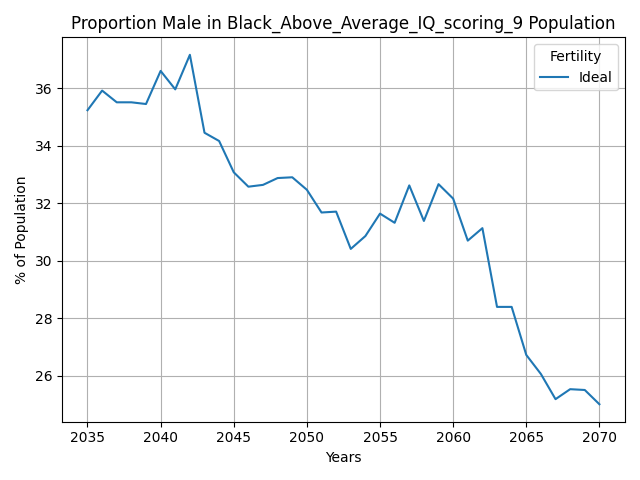 Proportion Male in Black_Above_Average_IQ_scoring_9 Population
Fertility
Ideal
% of Population
36
34
32
30
28
26
2035 2040 2045 2050 2055 2060 2065 2070
Years